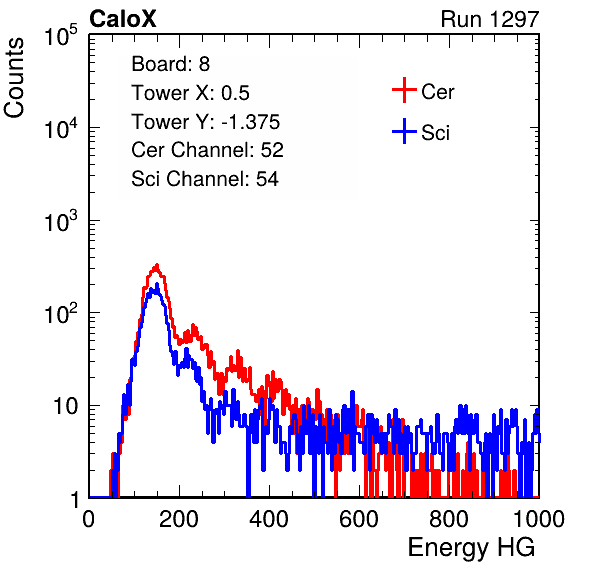 CaloX Run 1297
Counts
10^5
10^4
10^3
10^2
10
1
Board: 8
Tower X: 0.5
Tower Y: -1.375
Cer Channel: 52
Sci Channel: 54
Cer
Sci
0 200 400 600 800 1000
Energy HG